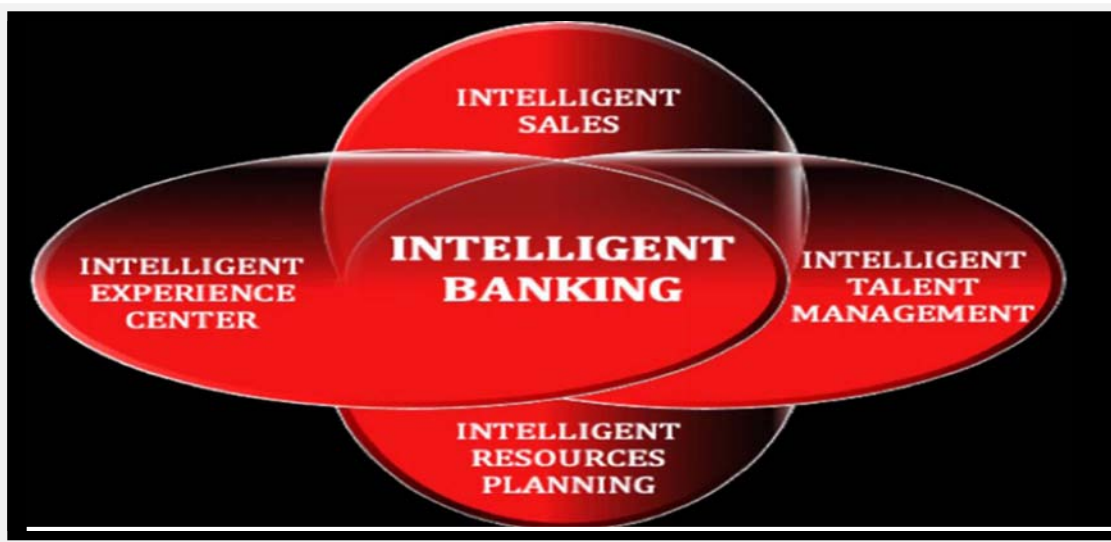 INTELLIGENT
SALES
INTELLIGENT
EXPERIENCE
CENTER
INTELLIGENT
BANKING
INTELLIGENT
TALENT
MANAGEMENT
INTELLIGENT
RESOURCES
PLANNING